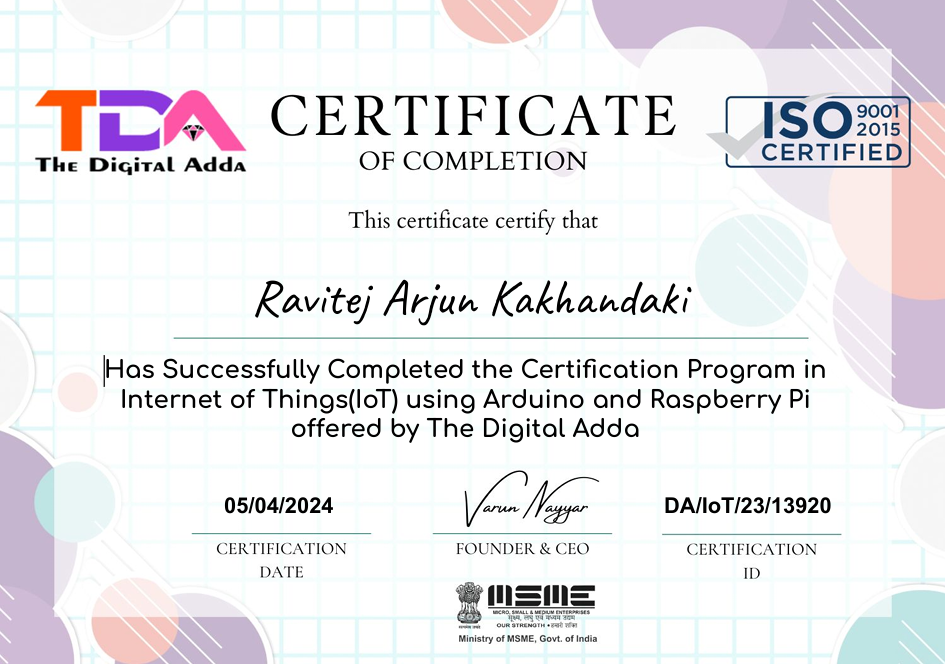 TDA
The Digital Adda
CERTIFICATE
OF COMPLETION
ISO 9001
2015
CERTIFIED
This certificate certify that
Ravitej Arjun Kakhandaki
Has Successfully Completed the Certification Program in
Internet of Things(IoT) using Arduino and Raspberry Pi
offered by The Digital Adda
05/04/2024
Varun Nayyar
DA/IoT/23/13920
CERTIFICATION
DATE
FOUNDER & CEO
CERTIFICATION
ID
सत्यमेव जयते
MSME
MICRO, SMALL & MEDIUM ENTERPRISES
सूक्ष्म, लघु एवं मध्यम उद्यम
OUR STRENGTH • हमारी शक्ति
Ministry of MSME, Govt. of India